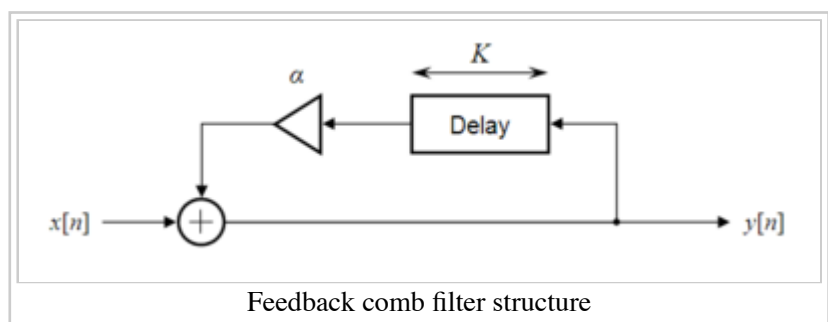 K
α
Delay
x[n]
+
y[n]
Feedback comb filter structure